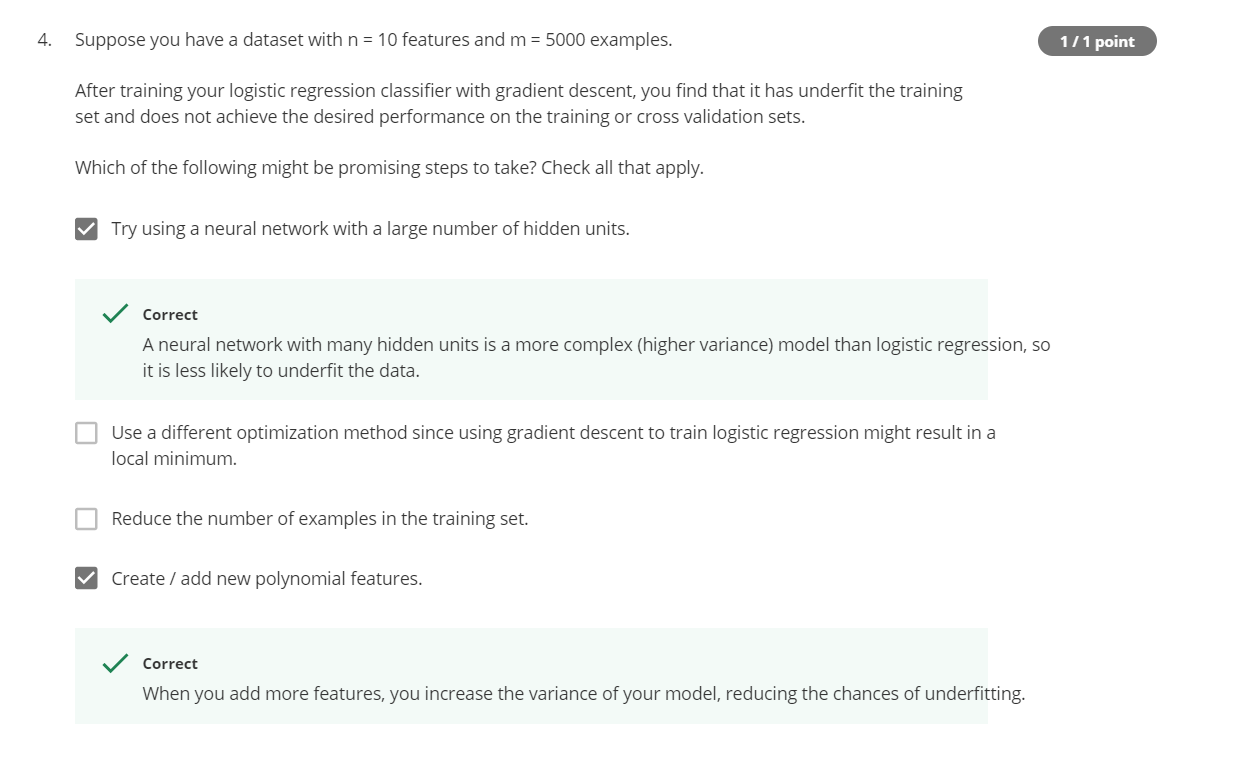 4. Suppose you have a dataset with n = 10 features and m = 5000 examples.
1 / 1 point
After training your logistic regression classifier with gradient descent, you find that it has underfit the training
set and does not achieve the desired performance on the training or cross validation sets.
Which of the following might be promising steps to take? Check all that apply.
Try using a neural network with a large number of hidden units.
Correct
A neural network with many hidden units is a more complex (higher variance) model than logistic regression, so
it is less likely to underfit the data.
Use a different optimization method since using gradient descent to train logistic regression might result in a
local minimum.
Reduce the number of examples in the training set.
Create / add new polynomial features.
Correct
When you add more features, you increase the variance of your model, reducing the chances of underfitting.